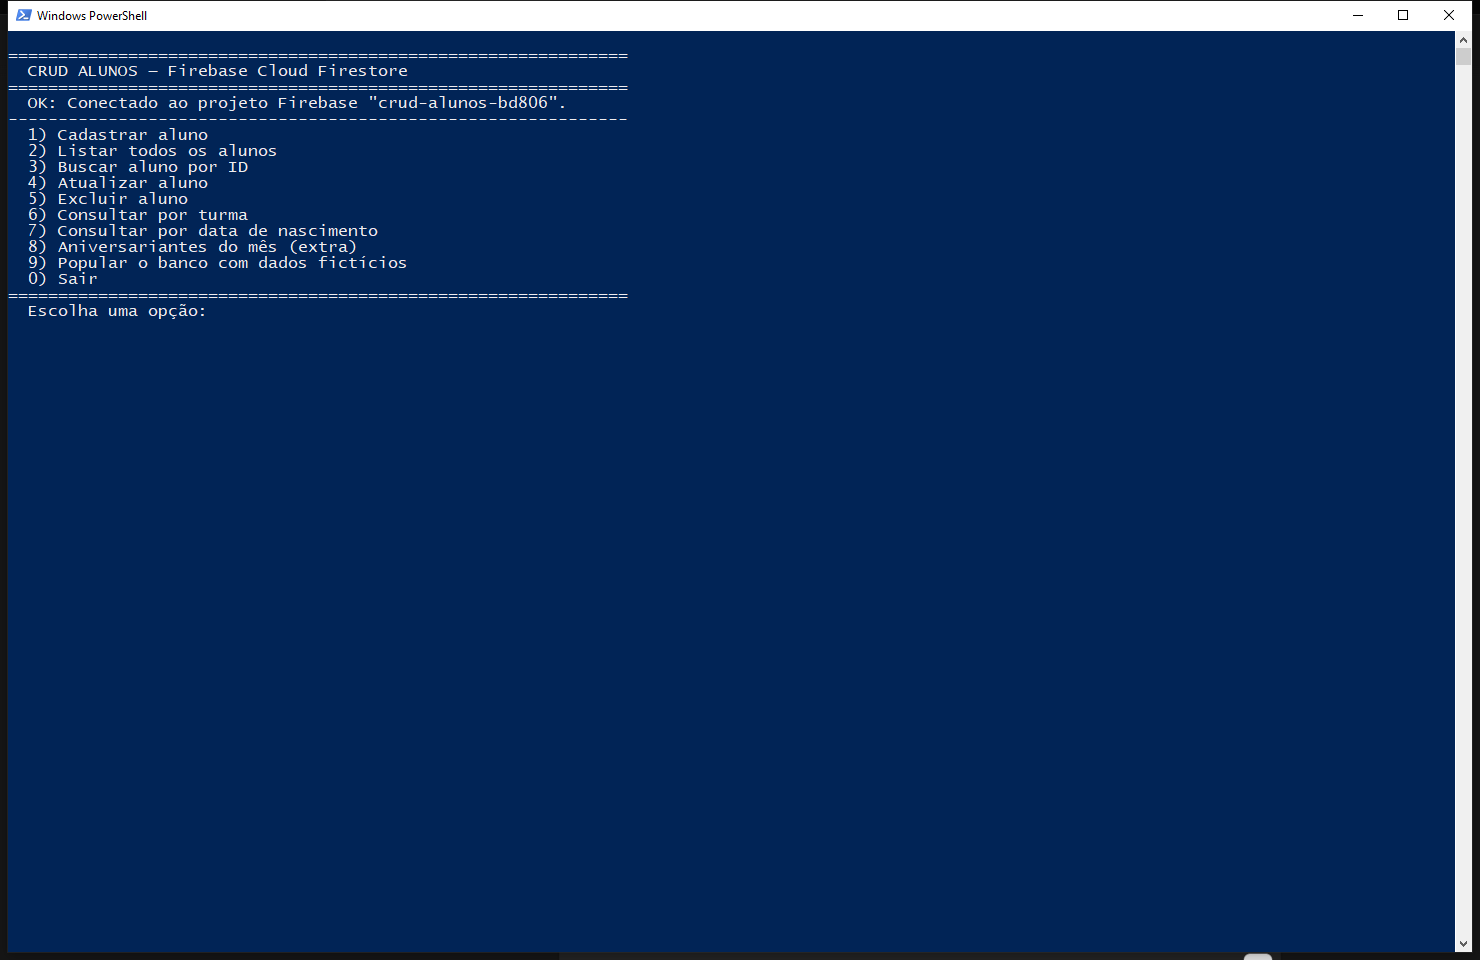 Windows PowerShell
==============================================================
CRUD ALUNOS — Firebase Cloud Firestore
==============================================================
OK: Conectado ao projeto Firebase "crud-alunos-bd806".
--------------------------------------------------------------
1) Cadastrar aluno
2) Listar todos os alunos
3) Buscar aluno por ID
4) Atualizar aluno
5) Excluir aluno
6) Consultar por turma
7) Consultar por data de nascimento
8) Aniversariantes do mês (extra)
9) Popular o banco com dados fictícios
0) Sair
==============================================================
Escolha uma opção: